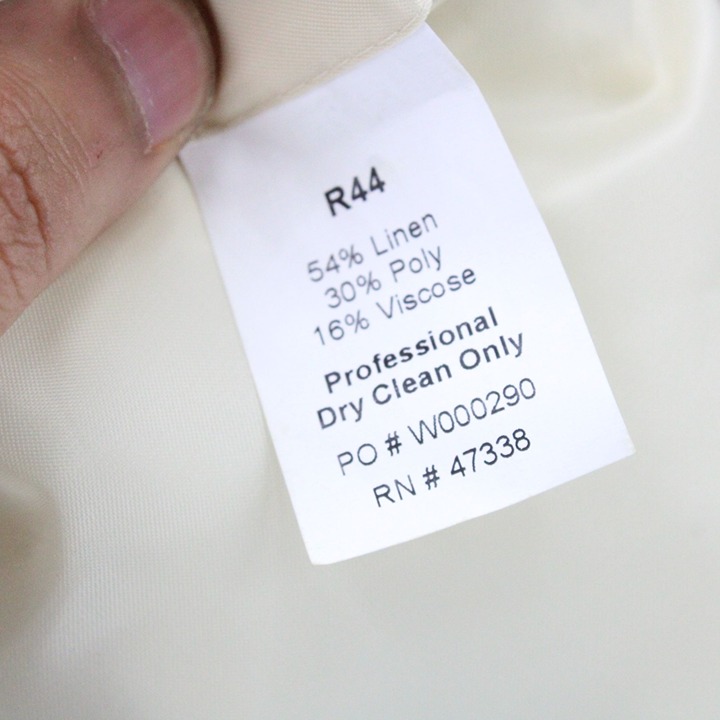 R44
54% Linen
30% Poly
16% Viscose
Professional
Dry Clean Only
PO # W000290
RN # 47338